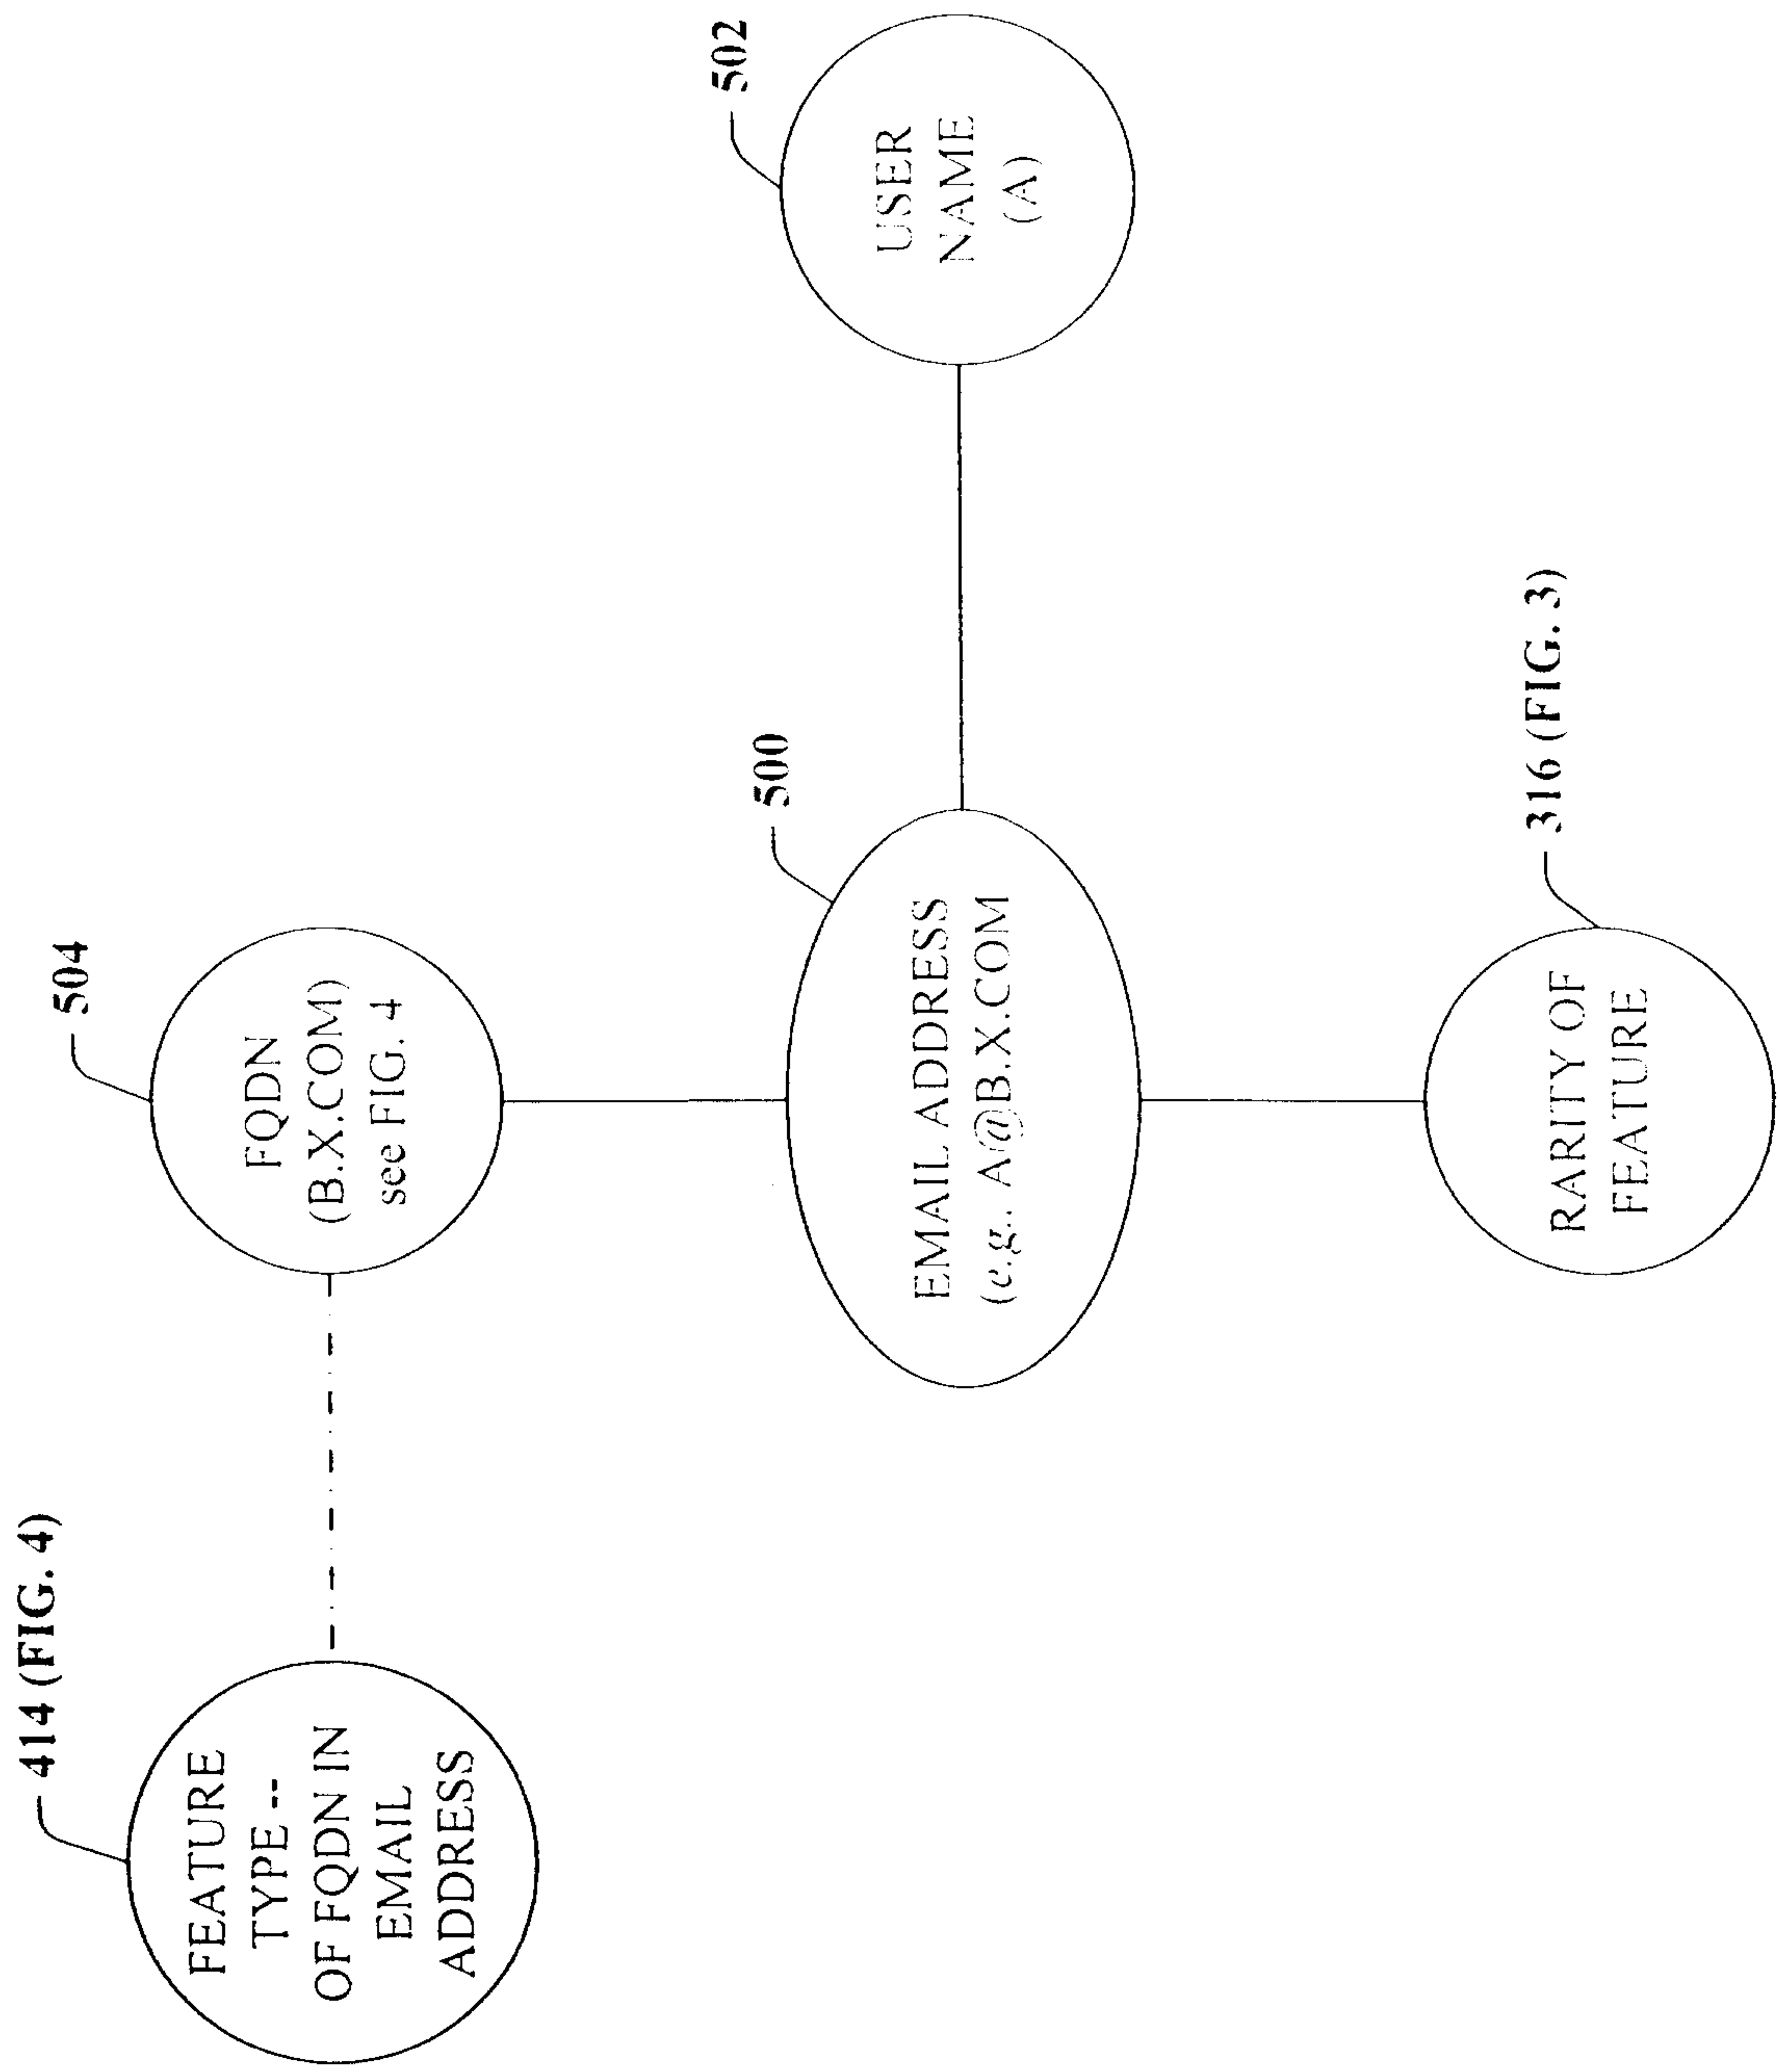 414 (FIG. 4)
FEATURE
TYPE --
OF FQDN IN
EMAIL
ADDRESS
504
FQDN
(B.X.COM)
see FIG. 4
500
EMAIL ADDRESS
(e.g., A@B.X.COM
502
USER
NAME
(A)
316 (FIG. 3)
RARITY OF
FEATURE